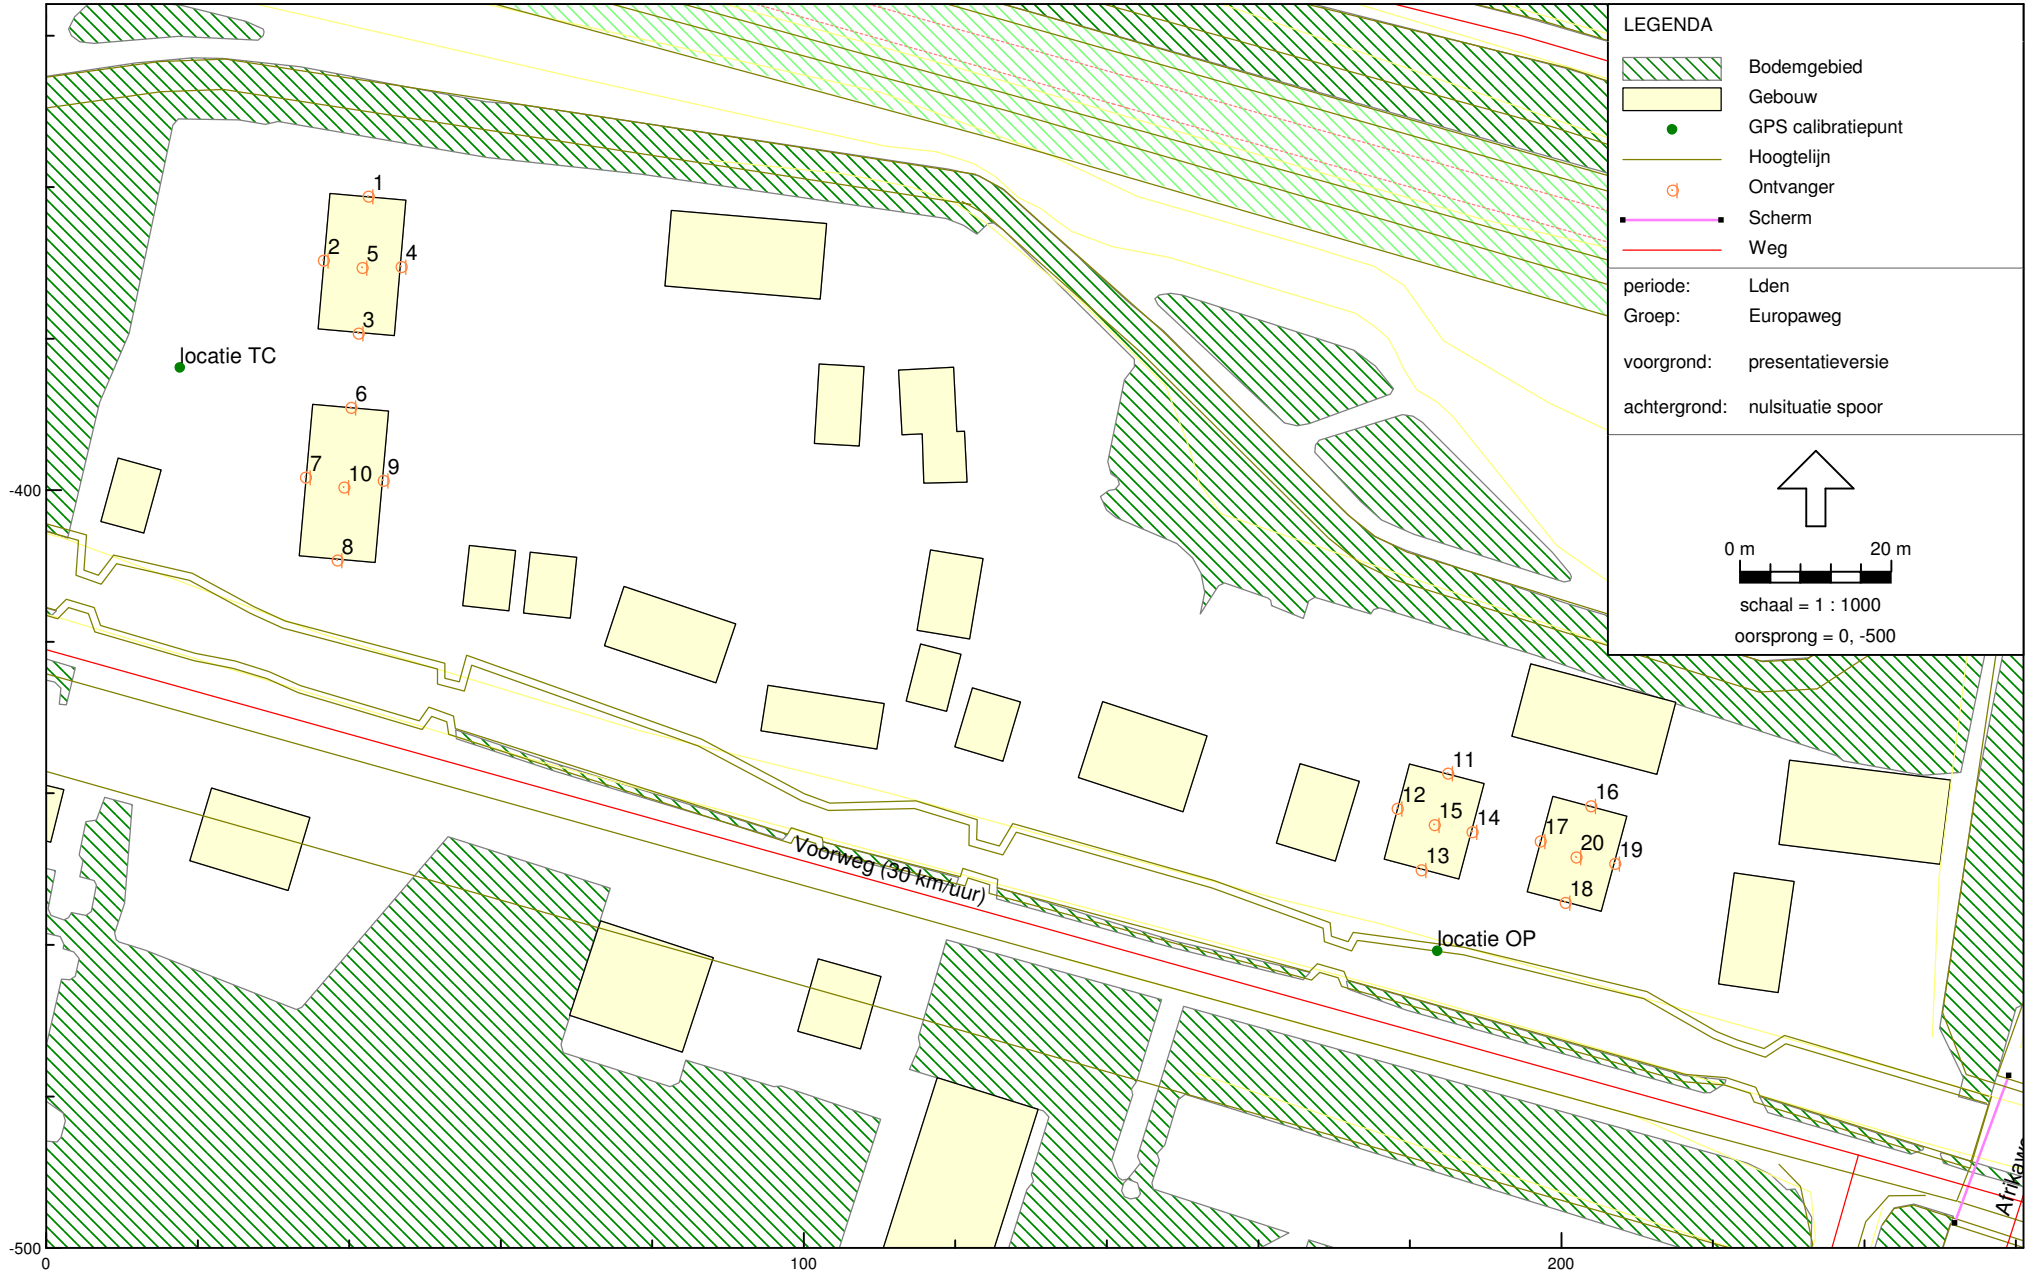 LEGENDA
Bodemgebied
Gebouw
GPS calibratiepunt
Hoogtelijn
Ontvanger
Scherm
Weg
periode: Lden
Groep: Europaweg
voorgrond: presentatieversie
achtergrond: nulsituatie spoor
0 m 20 m
schaal = 1 : 1000
oorsprong = 0, -500
1
2
5
4
3
locatie TC
6
7
10
9
8
-400
11
12
15
14
13
16
17
20
19
18
Voorweg (30 km/uur)
locatie OP
-500
0
100
200